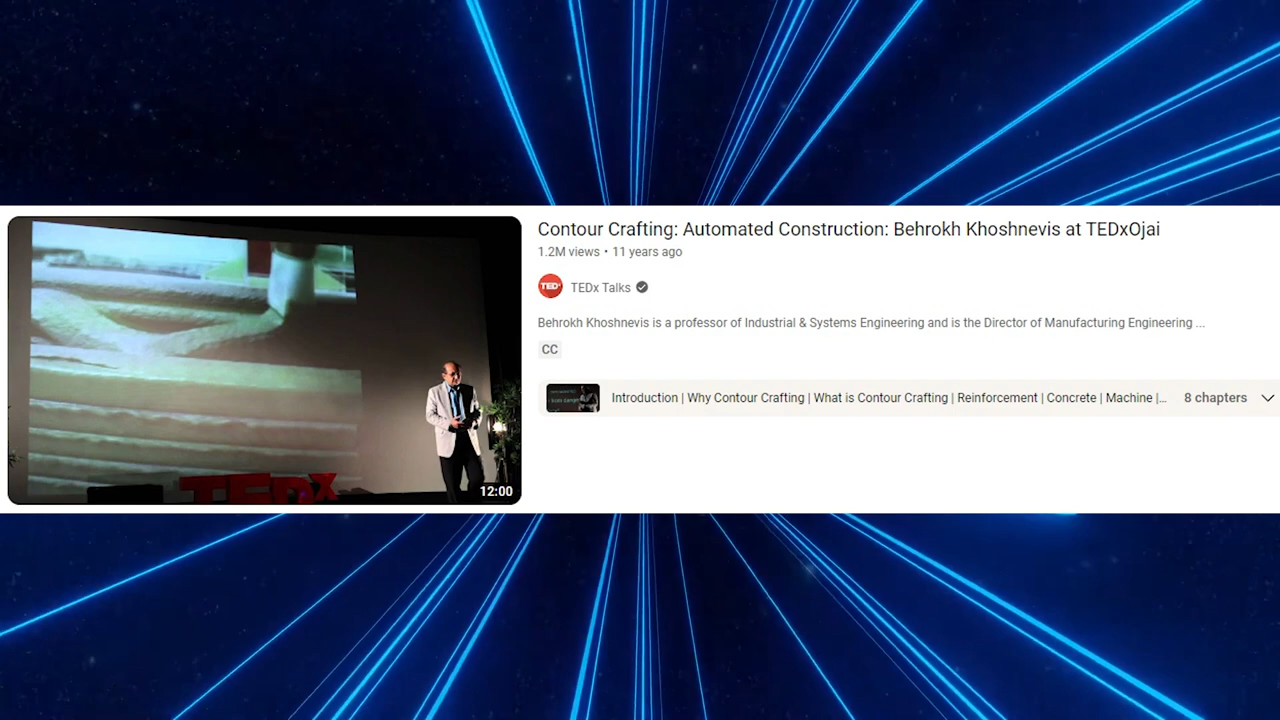 Contour Crafting: Automated Construction: Behrokh Khoshnevis at TEDxOjai
1.2M views • 11 years ago
TEDx TEDx Talks
Behrokh Khoshnevis is a professor of Industrial & Systems Engineering and is the Director of Manufacturing Engineering ...
CC
Introduction | Why Contour Crafting | What is Contour Crafting | Reinforcement | Concrete | Machine |... 8 chapters
TEDx
12:00